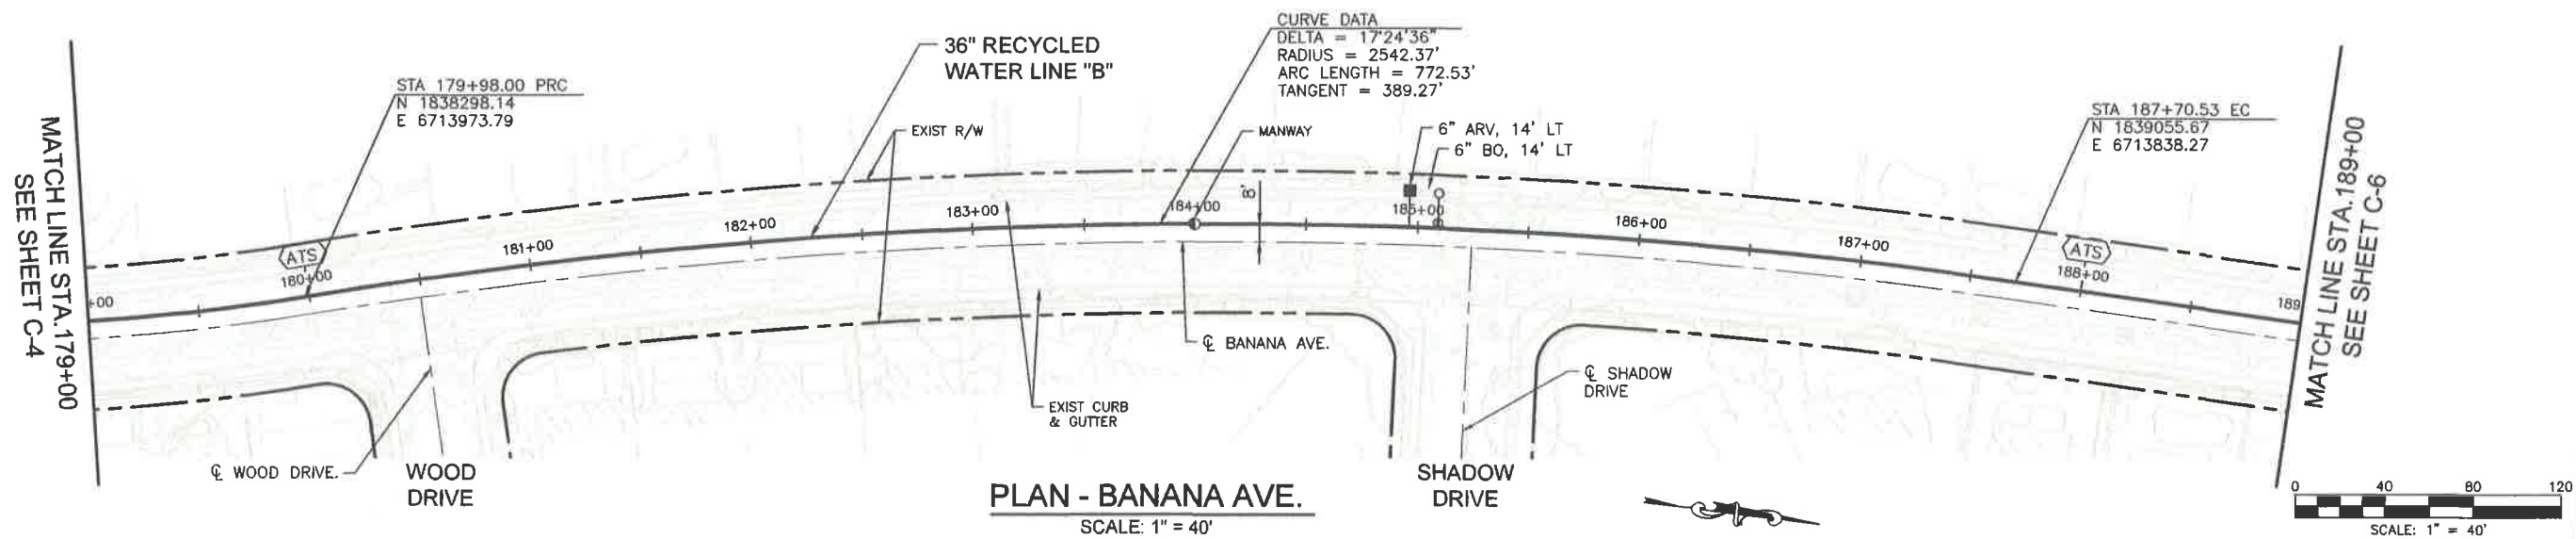 MATCH LINE STA.179+00
SEE SHEET C-4
STA 179+98.00 PRC
N 1838298.14
E 6713973.79
36" RECYCLED
WATER LINE "B"
CURVE DATA
DELTA = 17°24'36"
RADIUS = 2542.37'
ARC LENGTH = 772.53'
TANGENT = 389.27'
EXIST R/W
MANWAY
6" ARV, 14' LT
6" BO, 14' LT
STA 187+70.53 EC
N 1839055.67
E 6713838.27
MATCH LINE STA.189+00
SEE SHEET C-6
+00
ATS
180+00
181+00
182+00
183+00
184+00
8'
185+00
186+00
187+00
ATS
188+00
189
℄ BANANA AVE.
℄ SHADOW
DRIVE
EXIST CURB
& GUTTER
℄ WOOD DRIVE.
WOOD
DRIVE
SHADOW
DRIVE
PLAN - BANANA AVE.
SCALE: 1" = 40'
0 40 80 120
SCALE: 1" = 40'